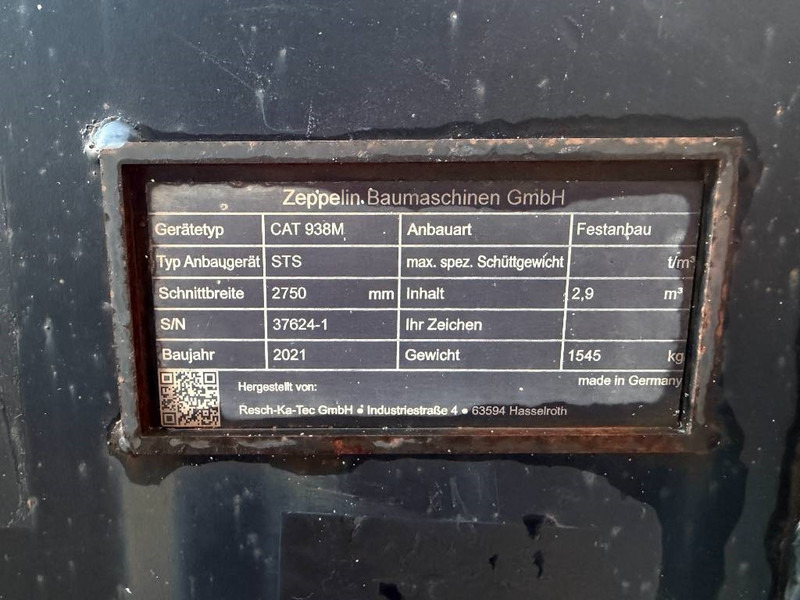 Zeppelin Baumaschinen GmbH
Gerätetyp CAT 938M Anbauart Festanbau
Typ Anbaugerät STS max. spez. Schüttgewicht t/m³
Schnittbreite 2750 mm Inhalt 2,9 m³
S/N 37624-1 Ihr Zeichen
Baujahr 2021 Gewicht 1545 kg
made in Germany
Hergestellt von:
Resch-Ka-Tec GmbH • Industriestraße 4 • 63594 Hasselroth